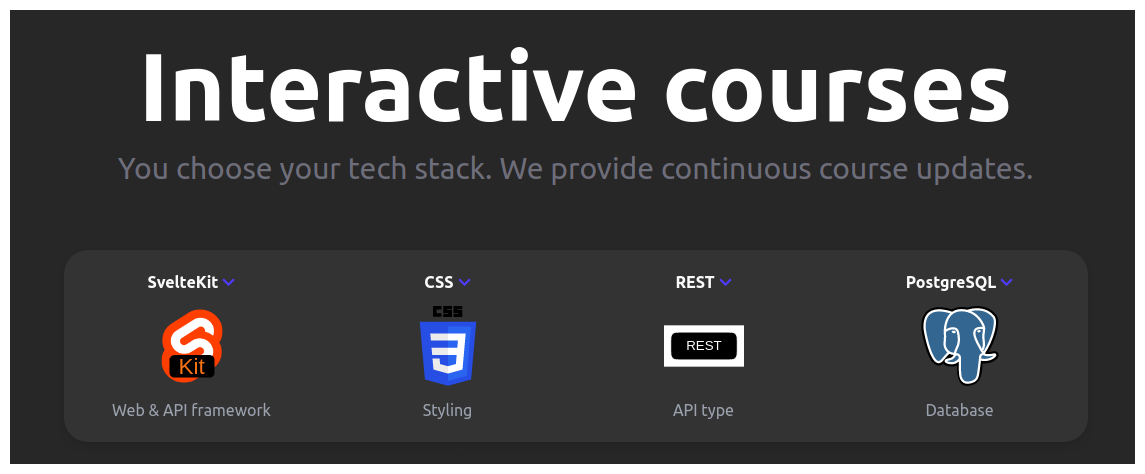 Interactive courses
You choose your tech stack. We provide continuous course updates.
SvelteKit CSS REST PostgreSQL
Kit CSS REST
Web & API framework Styling API type Database